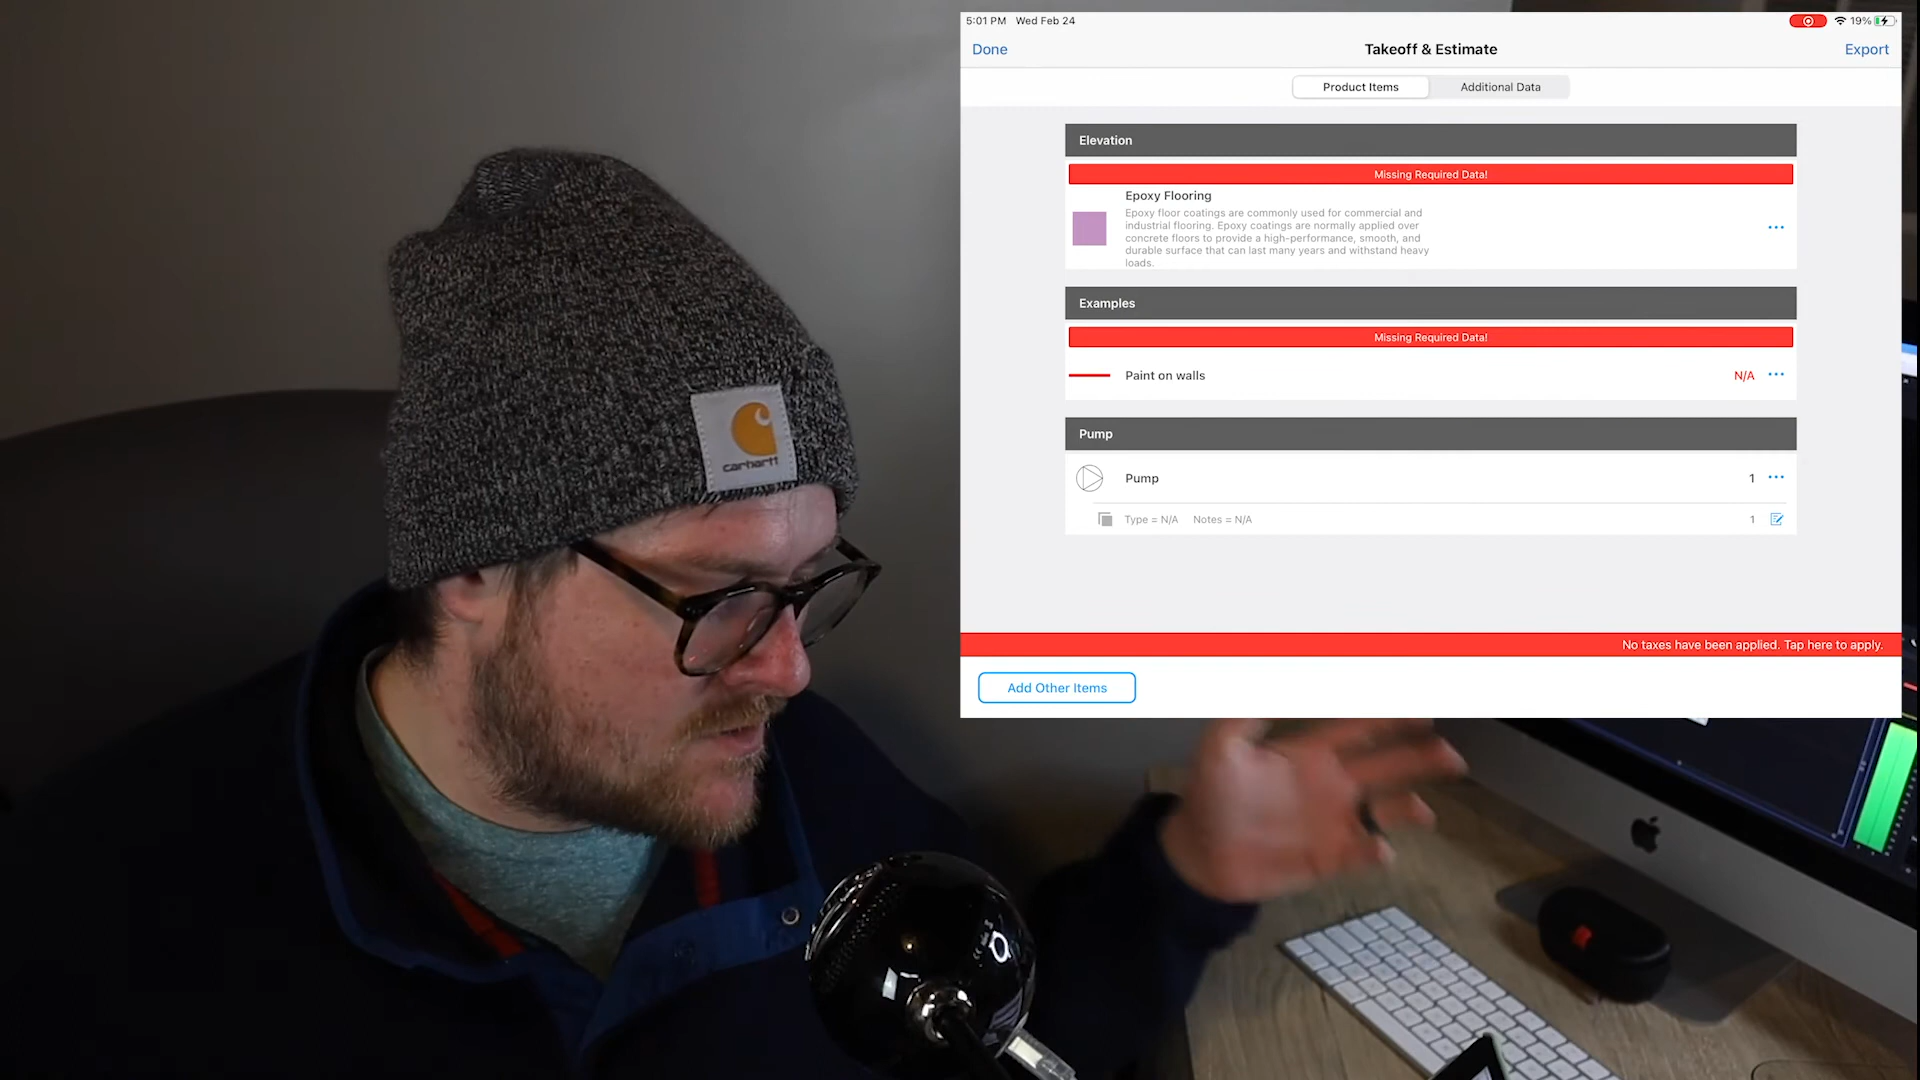 5:01 PM Wed Feb 24
19%
Done
Takeoff & Estimate
Export
Product Items
Additional Data
Elevation
Missing Required Data!
Epoxy Flooring
Epoxy floor coatings are commonly used for commercial and
industrial flooring. Epoxy coatings are normally applied over
concrete floors to provide a high-performance, smooth, and
durable surface that can last many years and withstand heavy
loads.
Examples
Missing Required Data!
Paint on walls
N/A
Pump
Pump
1
Type = N/A Notes = N/A
1
No taxes have been applied. Tap here to apply.
Add Other Items
carhartt